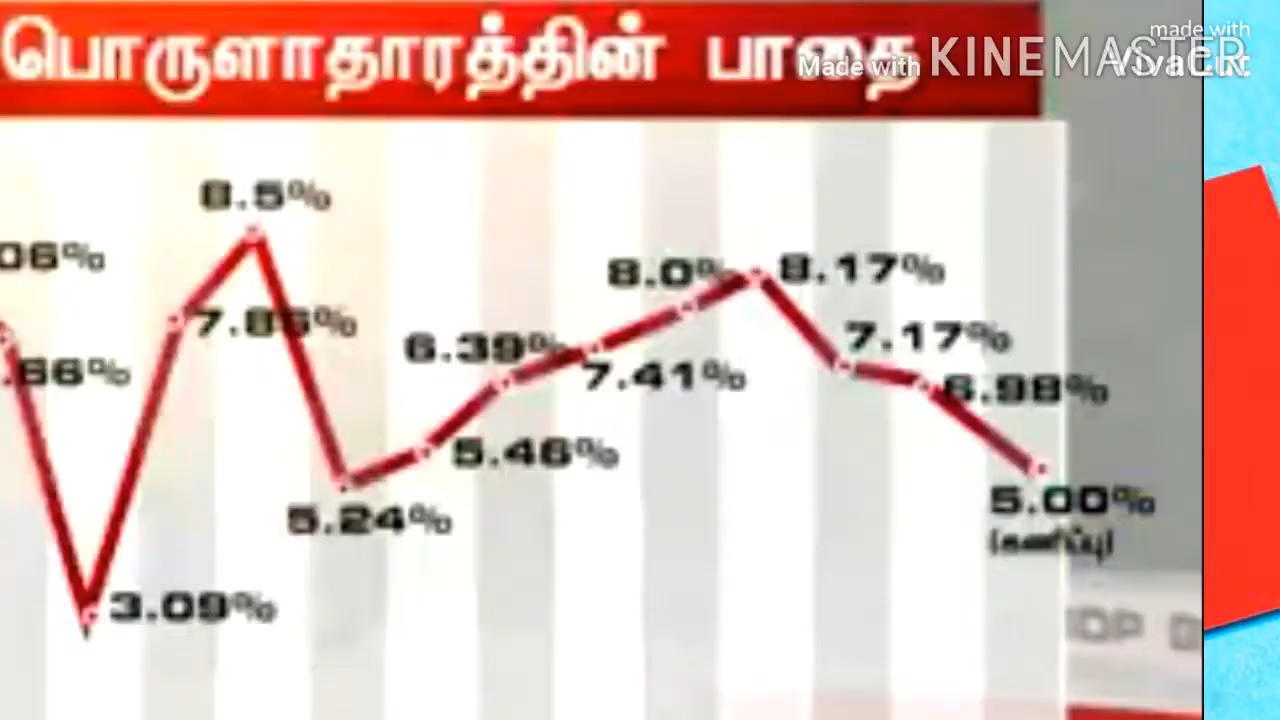 பொருளாதாரத்தின் பாதை
made with
VivaCut
Made with KINEMASTER
8.5%
06%
8.0%
8.17%
7.86%
7.17%
6.39%
.66%
7.41%
6.98%
5.46%
5.00%
5.24%
(கணிப்பு)
3.09%